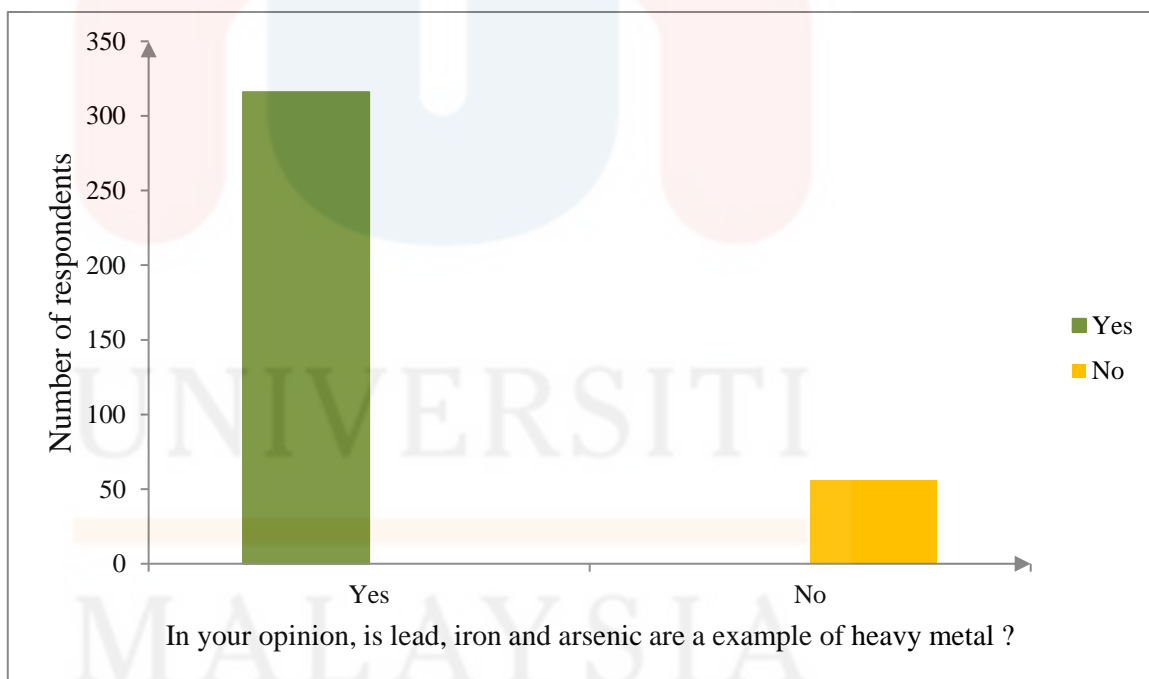 350
300
250
200
150
100
50
0
Number of respondents
Yes
No
Yes
No
In your opinion, is lead, iron and arsenic are a example of heavy metal ?
UNIVERSITI
MALAYSIA